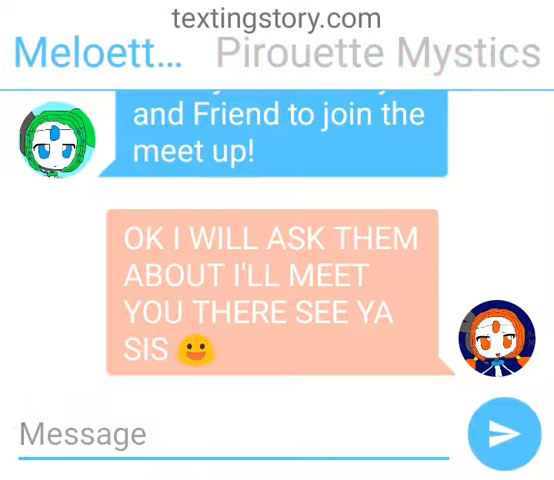 textingstory.com
Meloett... Pirouette Mystics
and Friend to join the
meet up!
OK I WILL ASK THEM
ABOUT I'LL MEET
YOU THERE SEE YA
SIS 😃
Message